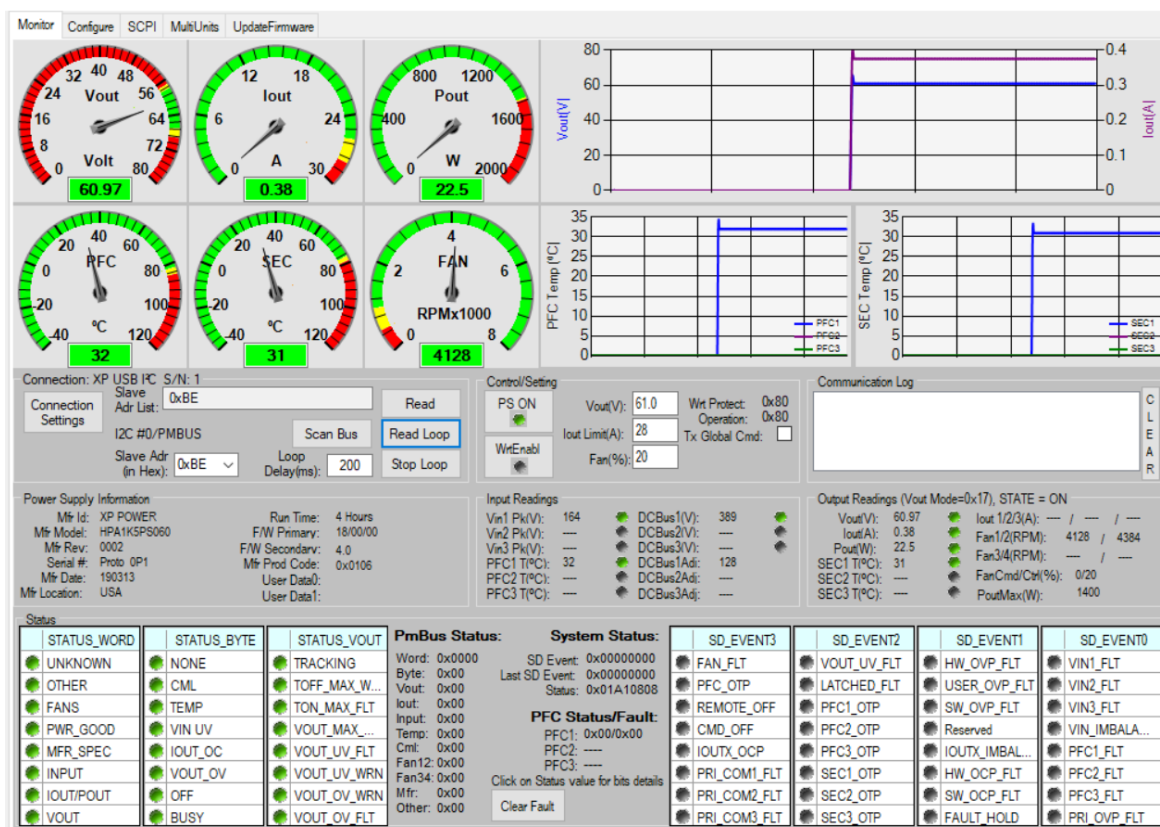 Monitor Configure SCPI MultiUnits UpdateFirmware
0 8 16 24 32 40 48 56 64 72 80
Vout
Volt
60.97
0 6 12 18 24 30
Iout
A
0.38
0 400 800 1200 1600 2000
Pout
W
22.5
Vout[V]
80
60
40
20
0
0.4
0.3
0.2
0.1
0
Iout[A]
-40 -20 0 20 40 60 80 100 120
PFC
ºC
32
-40 -20 0 20 40 60 80 100 120
SEC
ºC
31
0 2 4 6 8
FAN
RPMx1000
4128
PFC Temp (ºC)
35
30
25
20
15
10
5
0
PFC1
PFC2
PFC3
SEC Temp (ºC)
35
30
25
20
15
10
5
0
SEC1
SEC2
SEC3
Connection: XP USB I²C S/N: 1
Connection Settings
Slave Adr List: 0xBE
Read
I2C #0/PMBUS
Scan Bus
Read Loop
Slave Adr (in Hex): 0xBE
Loop Delay(ms): 200
Stop Loop
Control/Setting
PS ON
WrtEnabl
Vout(V): 61.0
Iout Limit(A): 28
Fan(%): 20
Wrt Protect: 0x80
Operation: 0x80
Tx Global Cmd:
Communication Log
CLEAR
Power Supply Information
Mfr Id: XP POWER
Mfr Model: HPA1K5PS060
Mfr Rev: 0002
Serial #: Proto 0P1
Mfr Date: 190313
Mfr Location: USA
Run Time: 4 Hours
F/W Primary: 18/00/00
F/W Secondary: 4.0
Mfr Prod Code: 0x0106
User Data0:
User Data1:
Input Readings
Vin1 Pk(V): 164
Vin2 Pk(V): ----
Vin3 Pk(V): ----
PFC1 T(ºC): 32
PFC2 T(ºC): ----
PFC3 T(ºC): ----
DCBus1(V): 389
DCBus2(V): ----
DCBus3(V): ----
DCBus1Adj: 128
DCBus2Adj: ----
DCBus3Adj: ----
Output Readings (Vout Mode=0x17), STATE = ON
Vout(V): 60.97
Iout(A): 0.38
Pout(W): 22.5
SEC1 T(ºC): 31
SEC2 T(ºC): ----
SEC3 T(ºC): ----
Iout 1/2/3(A): ---- / ---- / ----
Fan1/2(RPM): 4128 / 4384
Fan3/4(RPM): ---- / ----
FanCmd/Ctrl(%): 0/20
PoutMax(W): 1400
Status
STATUS_WORD
UNKNOWN
OTHER
FANS
PWR_GOOD
MFR_SPEC
INPUT
IOUT/POUT
VOUT
STATUS_BYTE
NONE
CML
TEMP
VIN UV
IOUT_OC
VOUT_OV
OFF
BUSY
STATUS_VOUT
TRACKING
TOFF_MAX_W...
TON_MAX_FLT
VOUT_MAX_...
VOUT_UV_FLT
VOUT_UV_WRN
VOUT_OV_WRN
VOUT_OV_FLT
PmBus Status:
Word: 0x0000
Byte: 0x00
Vout: 0x00
Iout: 0x00
Input: 0x00
Temp: 0x00
Cml: 0x00
Fan12: 0x00
Fan34: 0x00
Mfr: 0x00
Other: 0x00
System Status:
SD Event: 0x00000000
Last SD Event: 0x00000000
Status: 0x01A10808
PFC Status/Fault:
PFC1: 0x00/0x00
PFC2: ----
PFC3: ----
Click on Status value for bits details
Clear Fault
SD_EVENT3
FAN_FLT
PFC_OTP
REMOTE_OFF
CMD_OFF
IOUTX_OCP
PRI_COM1_FLT
PRI_COM2_FLT
PRI_COM3_FLT
SD_EVENT2
VOUT_UV_FLT
LATCHED_FLT
PFC1_OTP
PFC2_OTP
PFC3_OTP
SEC1_OTP
SEC2_OTP
SEC3_OTP
SD_EVENT1
HW_OVP_FLT
USER_OVP_FLT
SW_OVP_FLT
Reserved
IOUTX_IMBAL...
HW_OCP_FLT
SW_OCP_FLT
FAULT_HOLD
SD_EVENT0
VIN1_FLT
VIN2_FLT
VIN3_FLT
VIN_IMBALA...
PFC1_FLT
PFC2_FLT
PFC3_FLT
PRI_OVP_FLT